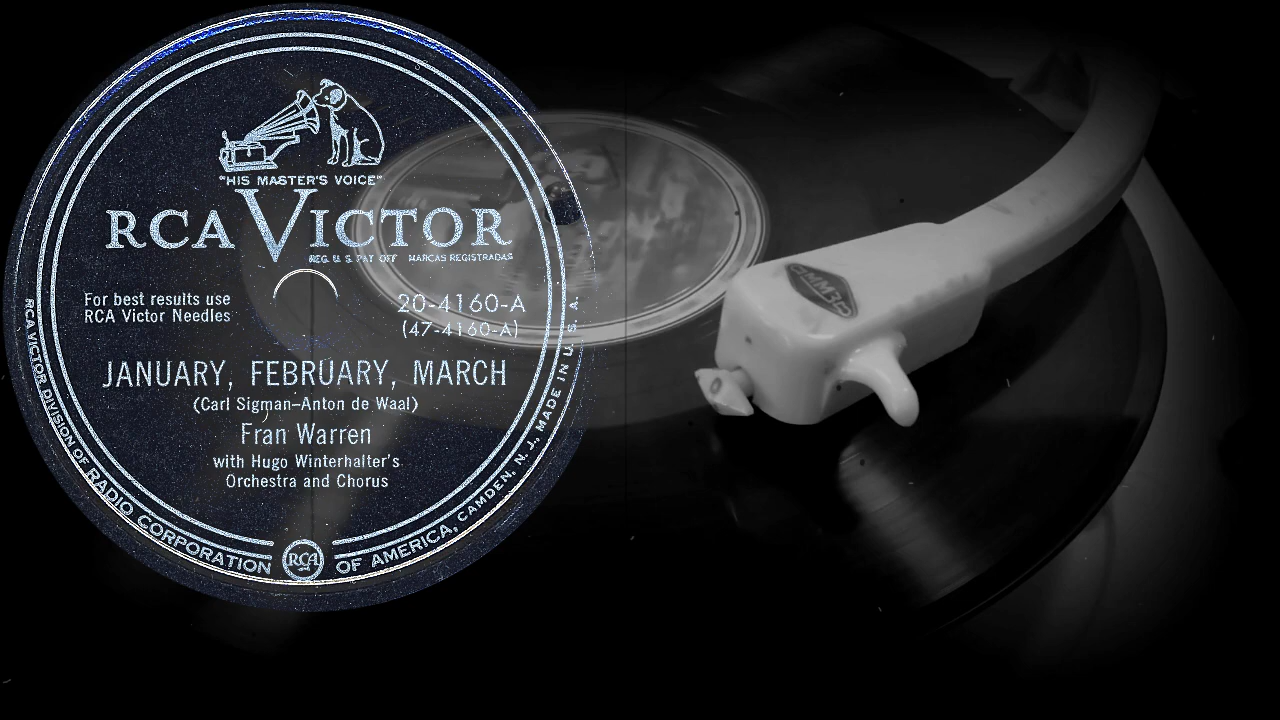 "HIS MASTER'S VOICE"
RCA VICTOR
REG. U. S. PAT. OFF. MARCAS REGISTRADAS
For best results use
RCA Victor Needles
20-4160-A
(47-4160-A)
JANUARY, FEBRUARY, MARCH
(Carl Sigman–Anton de Waal)
Fran Warren
with Hugo Winterhalter's
Orchestra and Chorus
RCA VICTOR DIVISION OF RADIO CORPORATION OF AMERICA, CAMDEN, N. J., MADE IN U. S. A.
RCA